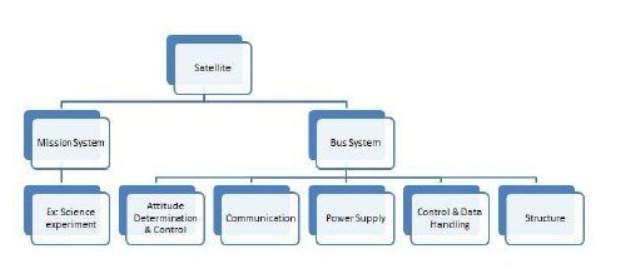 Satellite
Mission System
Bus System
Ex: Science
experiment
Attitude
Determination
& Control
Communication
Power Supply
Control & Data
Handling
Structure